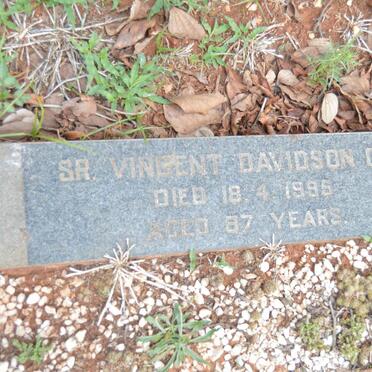 SR. VINCENT DAVIDSON
DIED 18.4.1995
AGED 87 YEARS.